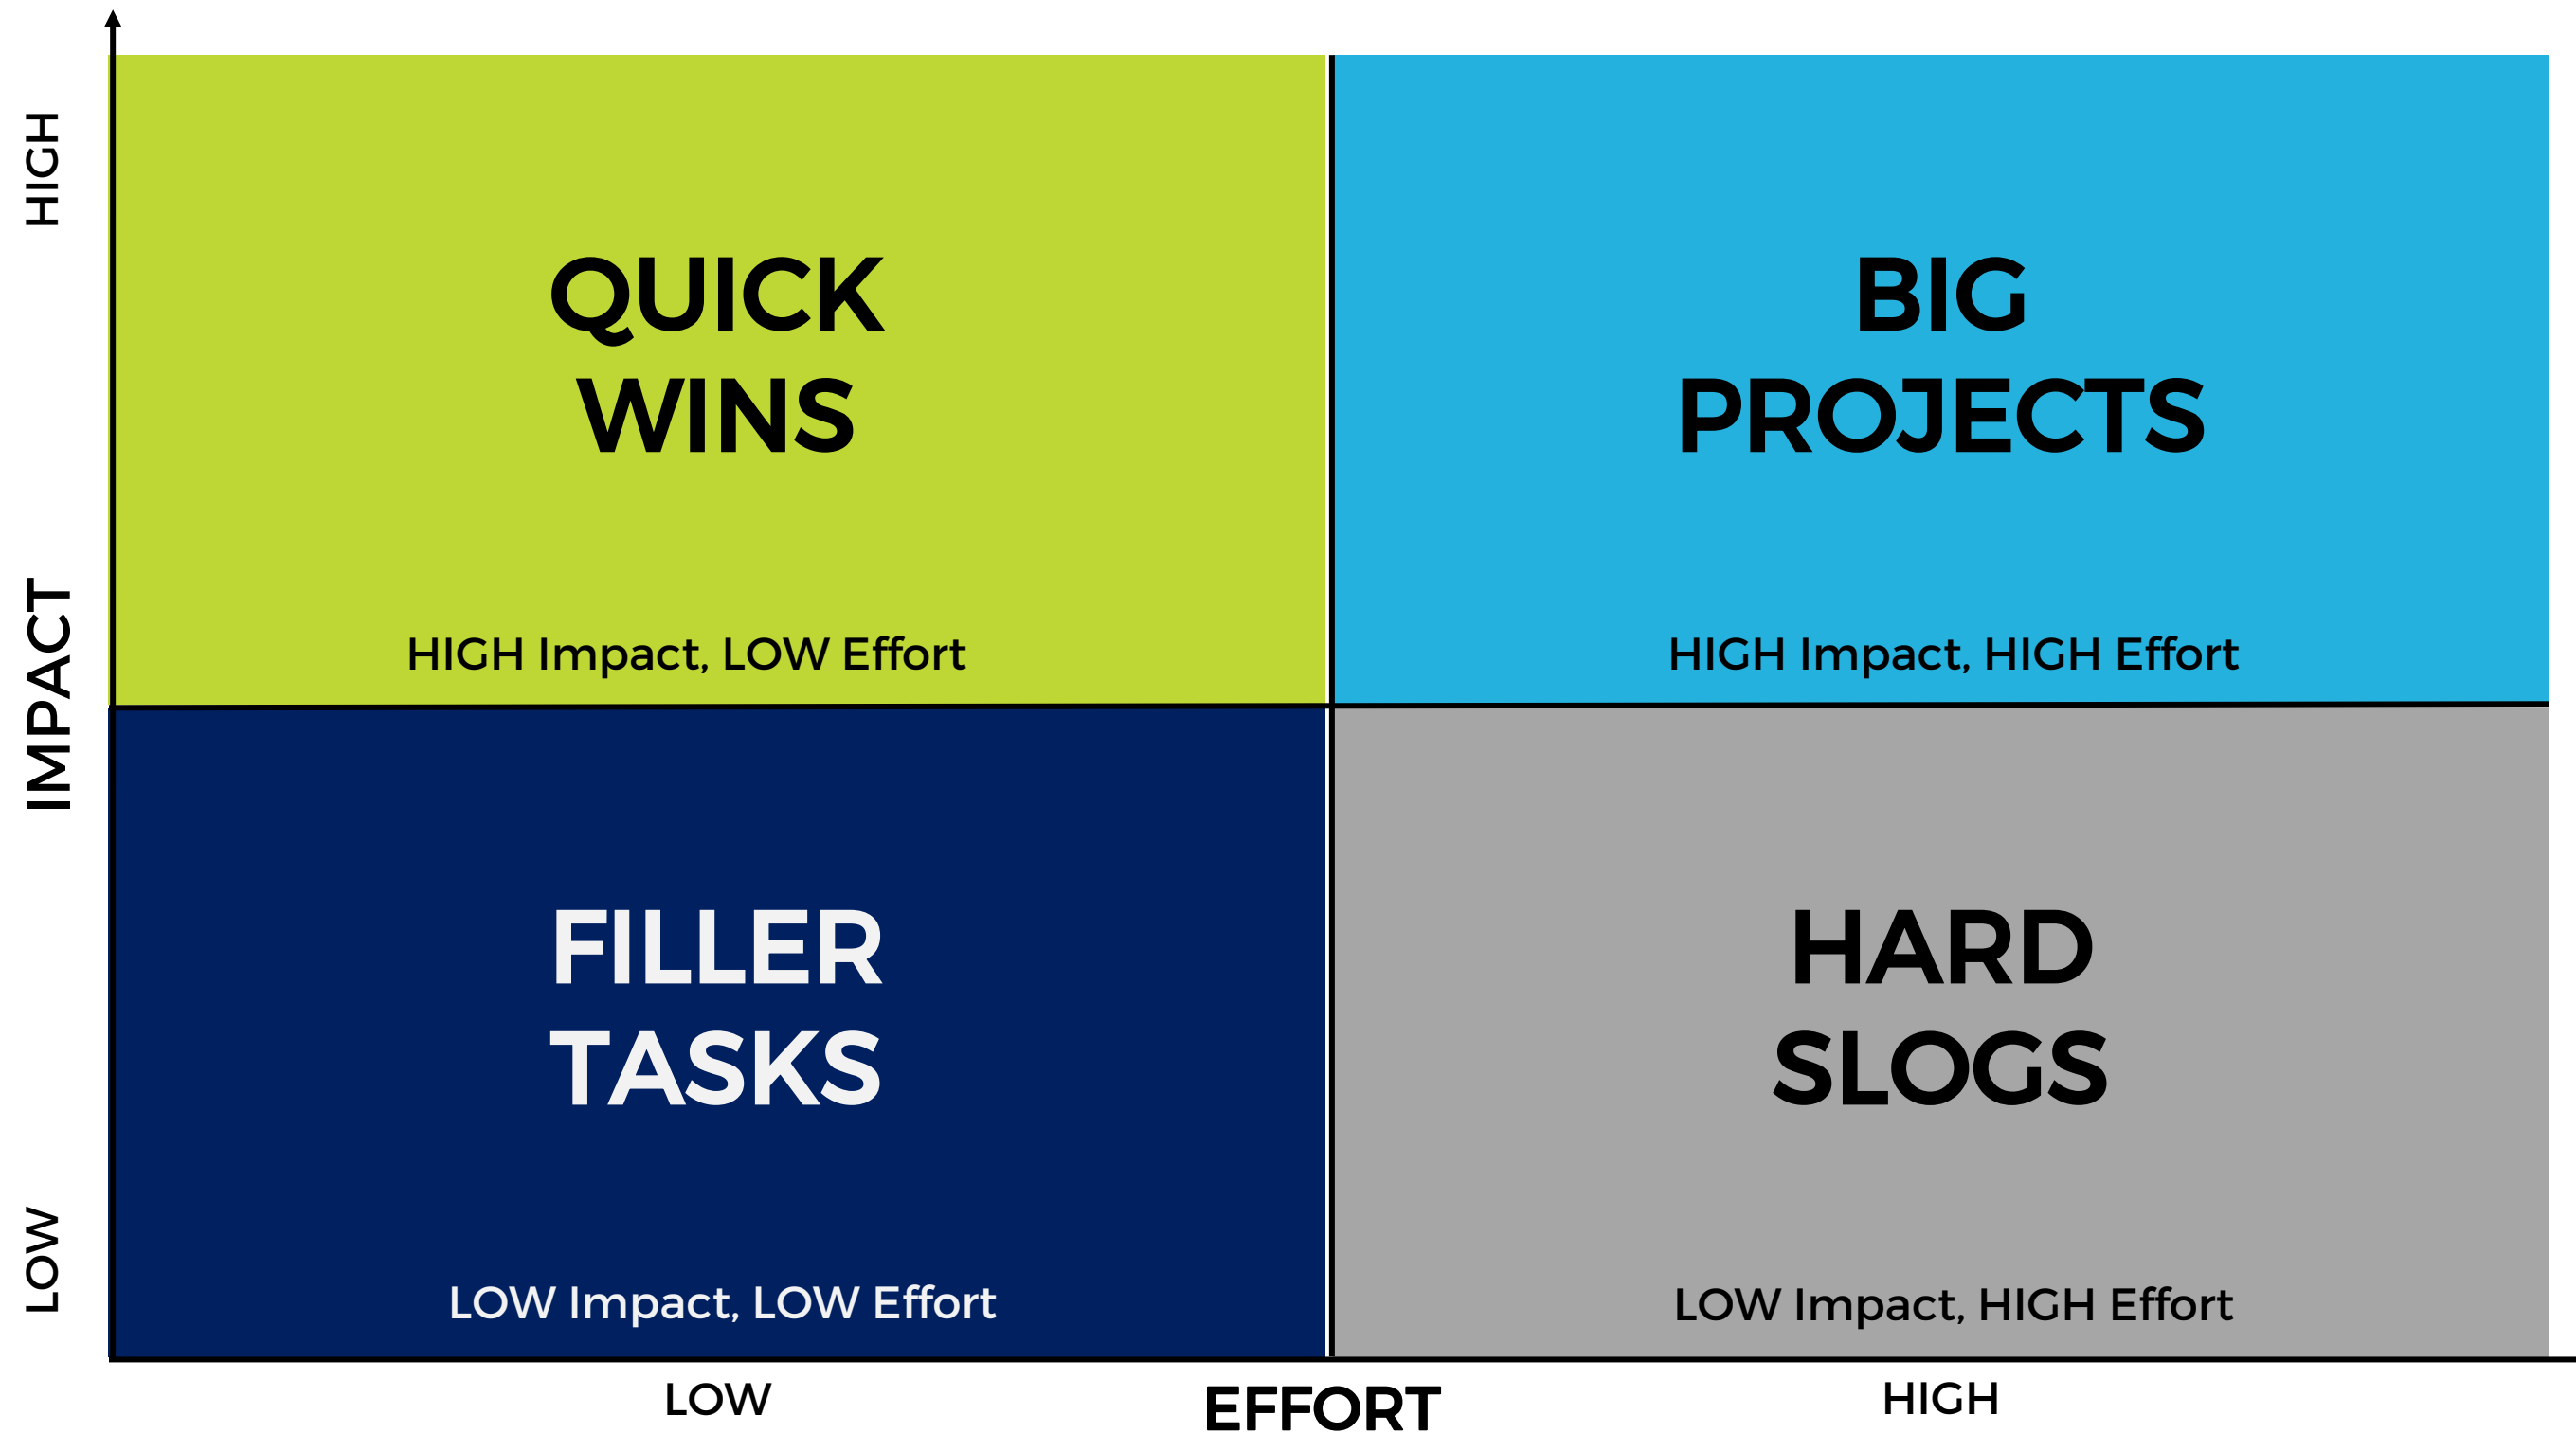 HIGH
QUICK
WINS
HIGH Impact, LOW Effort
BIG
PROJECTS
HIGH Impact, HIGH Effort
IMPACT
FILLER
TASKS
LOW Impact, LOW Effort
HARD
SLOGS
LOW Impact, HIGH Effort
LOW
LOW
EFFORT
HIGH